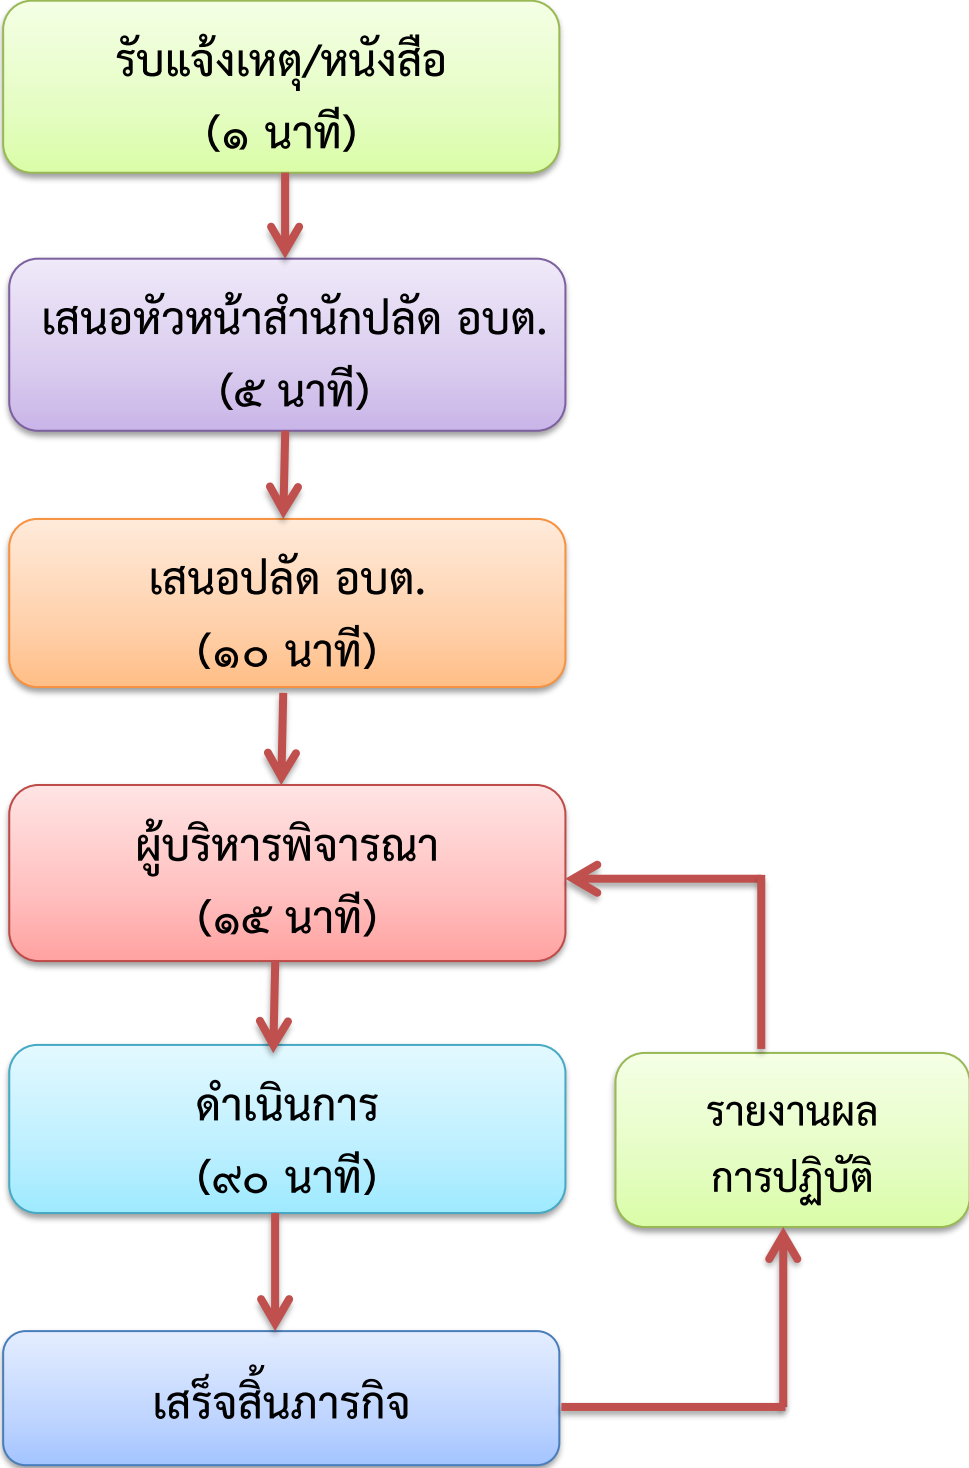 รับแจ้งเหตุ/หนังสือ
(๑ นาที)
เสนอหัวหน้าสำนักปลัด อบต.
(๕ นาที)
เสนอปลัด อบต.
(๑๐ นาที)
ผู้บริหารพิจารณา
(๑๕ นาที)
ดำเนินการ
(๙๐ นาที)
รายงานผล
การปฏิบัติ
เสร็จสิ้นภารกิจ